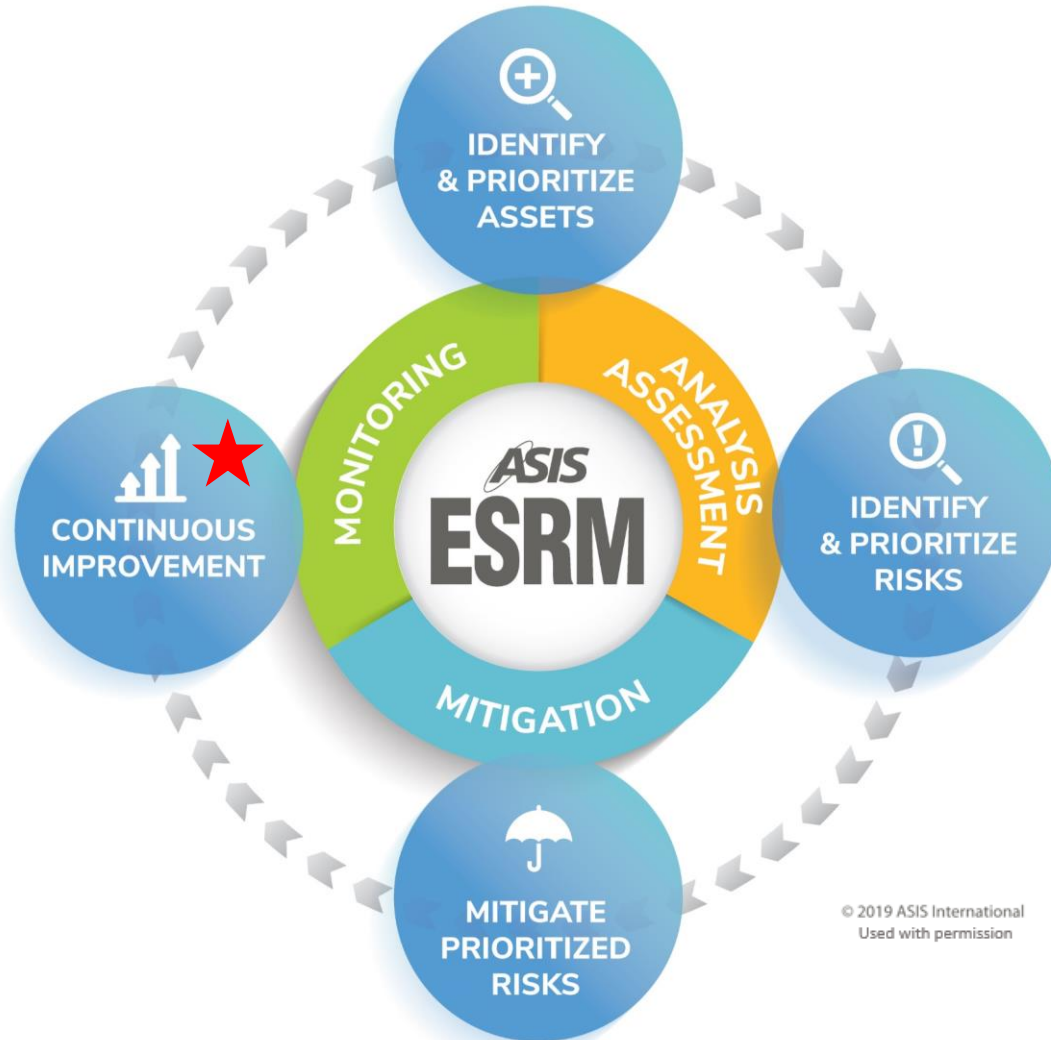 IDENTIFY
& PRIORITIZE
ASSETS
MONITORING
ANALYSIS
ASSESSMENT
ASIS
ESRM
CONTINUOUS
IMPROVEMENT
IDENTIFY
& PRIORITIZE
RISKS
MITIGATION
MITIGATE
PRIORITIZED
RISKS
© 2019 ASIS International
Used with permission